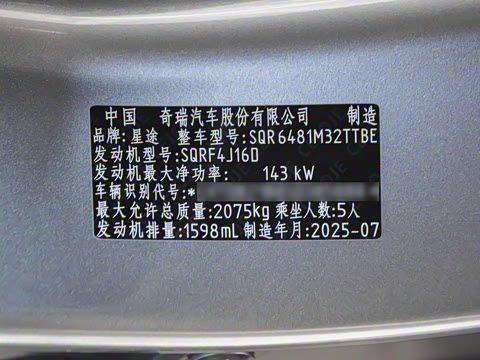 中国 奇瑞汽车股份有限公司 制造
品牌:星途 整车型号:SQR6481M32TTBE
发动机型号:SQRF4J16D
发动机最大净功率: 143 kW
车辆识别代号:*
最大允许总质量:2075kg 乘坐人数:5人
发动机排量:1598mL 制造年月:2025-07